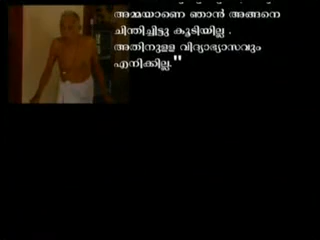 അമ്മയാണെ ഞാൻ അങ്ങനെ
ചിന്തിച്ചിട്ടു കൂടിയില്ല .
അതിനുള്ള വിദ്യാഭ്യാസവും
എനിക്കില്ല."